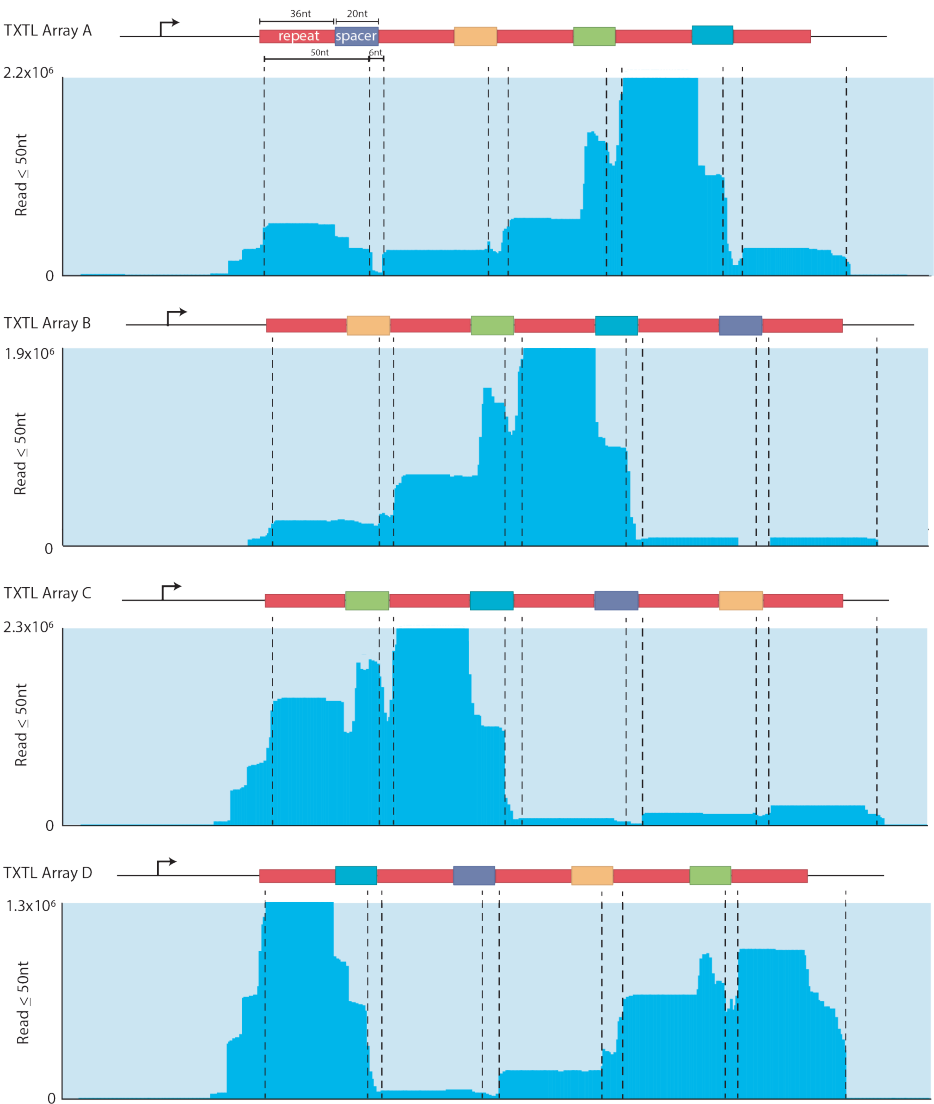 36nt 20nt
TXTL Array A
repeat spacer
50nt 6nt
2.2x10⁶
Read ≤ 50nt
0
TXTL Array B
1.9x10⁶
Read ≤ 50nt
0
TXTL Array C
2.3x10⁶
Read ≤ 50nt
0
TXTL Array D
1.3x10⁶
Read ≤ 50nt
0